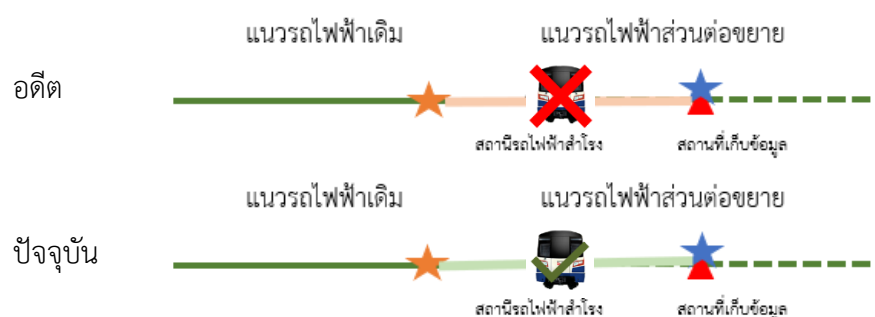 แนวรถไฟฟ้าเดิม แนวรถไฟฟ้าส่วนต่อขยาย
อดีต
สถานีรถไฟฟ้าสำโรง สถานที่เก็บข้อมูล
แนวรถไฟฟ้าเดิม แนวรถไฟฟ้าส่วนต่อขยาย
ปัจจุบัน
สถานีรถไฟฟ้าสำโรง สถานที่เก็บข้อมูล